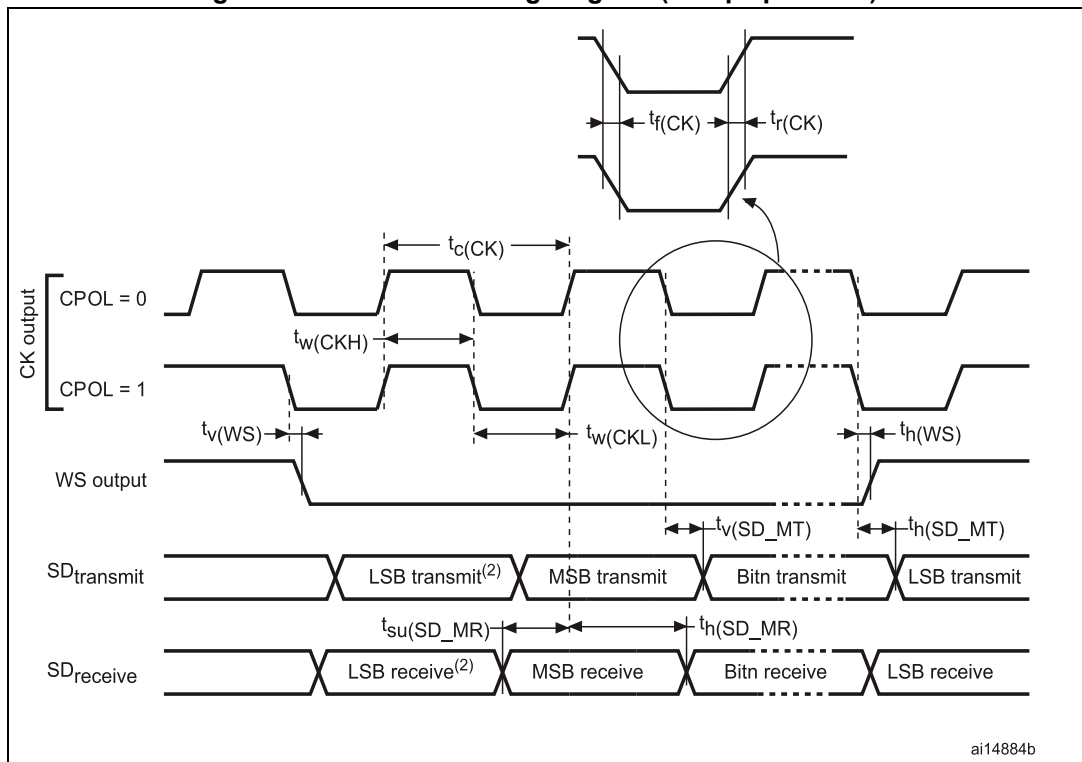 tf(CK)
tr(CK)
tc(CK)
CK output
CPOL = 0
tw(CKH)
CPOL = 1
tv(WS)
tw(CKL)
th(WS)
WS output
tv(SD_MT)
th(SD_MT)
SDtransmit
LSB transmit(2)
MSB transmit
Bitn transmit
LSB transmit
tsu(SD_MR)
th(SD_MR)
SDreceive
LSB receive(2)
MSB receive
Bitn receive
LSB receive
ai14884b